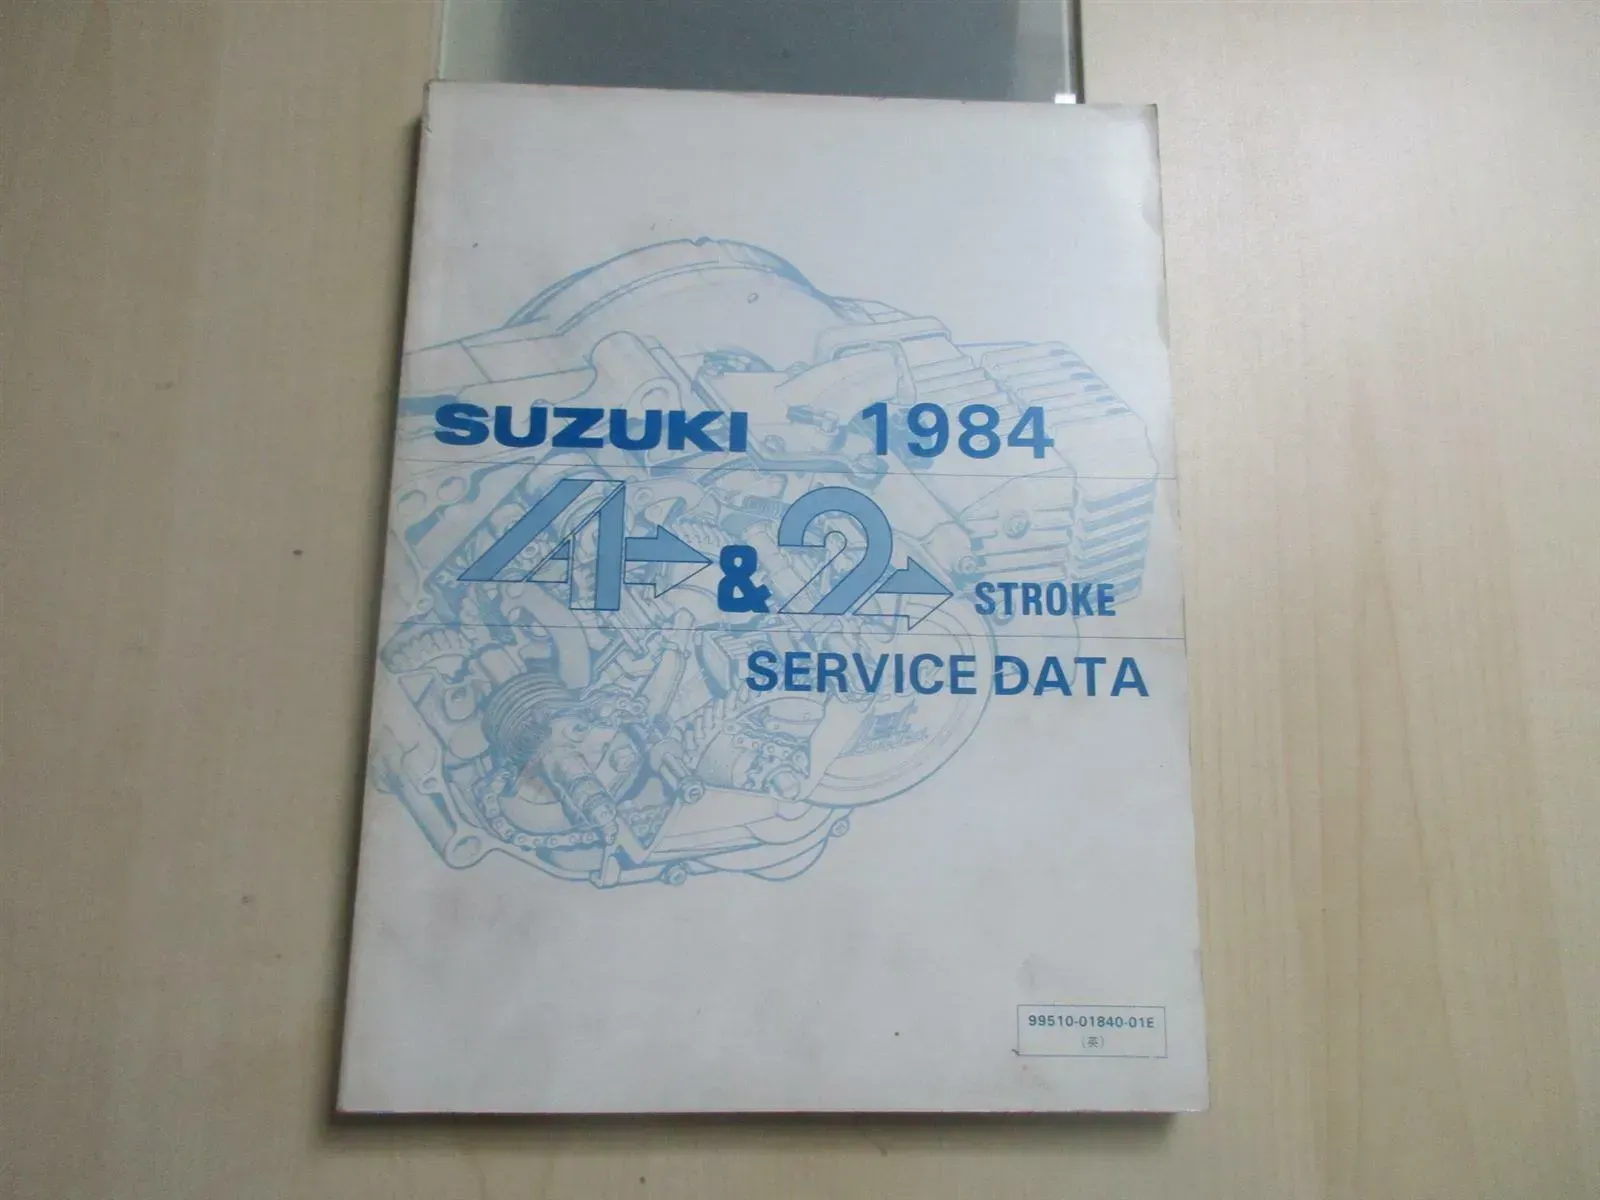 SUZUKI 1984
4 & 2 STROKE
SERVICE DATA
99510-01840-01E
(英)